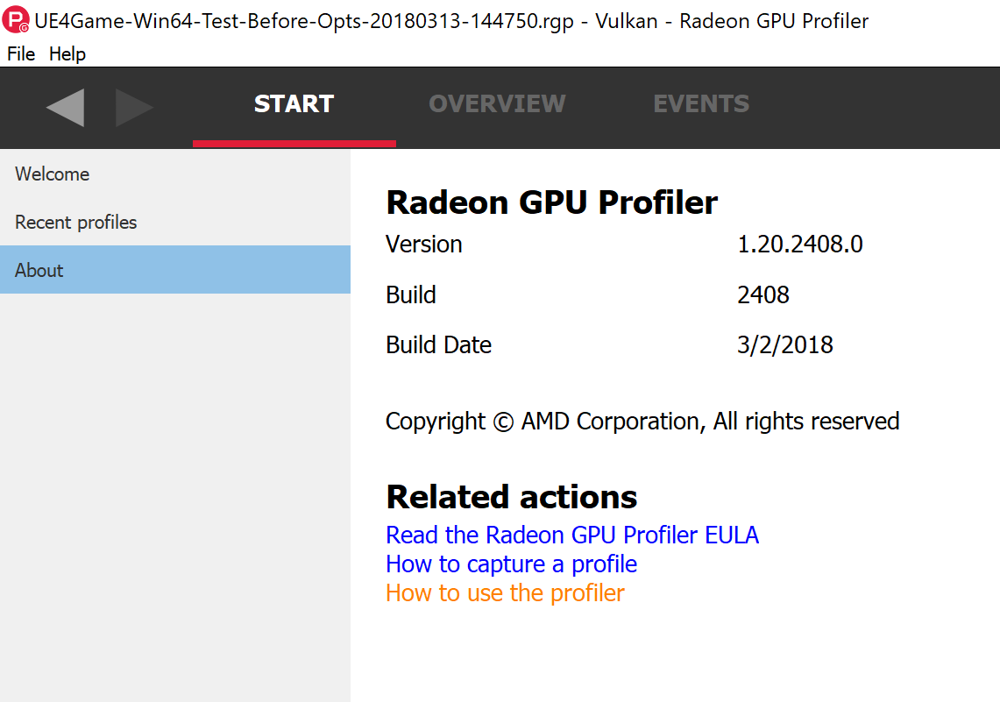 UE4Game-Win64-Test-Before-Opts-20180313-144750.rgp - Vulkan - Radeon GPU Profiler
File Help
START OVERVIEW EVENTS
Welcome
Recent profiles
About
Radeon GPU Profiler
Version 1.20.2408.0
Build 2408
Build Date 3/2/2018
Copyright © AMD Corporation, All rights reserved
Related actions
Read the Radeon GPU Profiler EULA
How to capture a profile
How to use the profiler